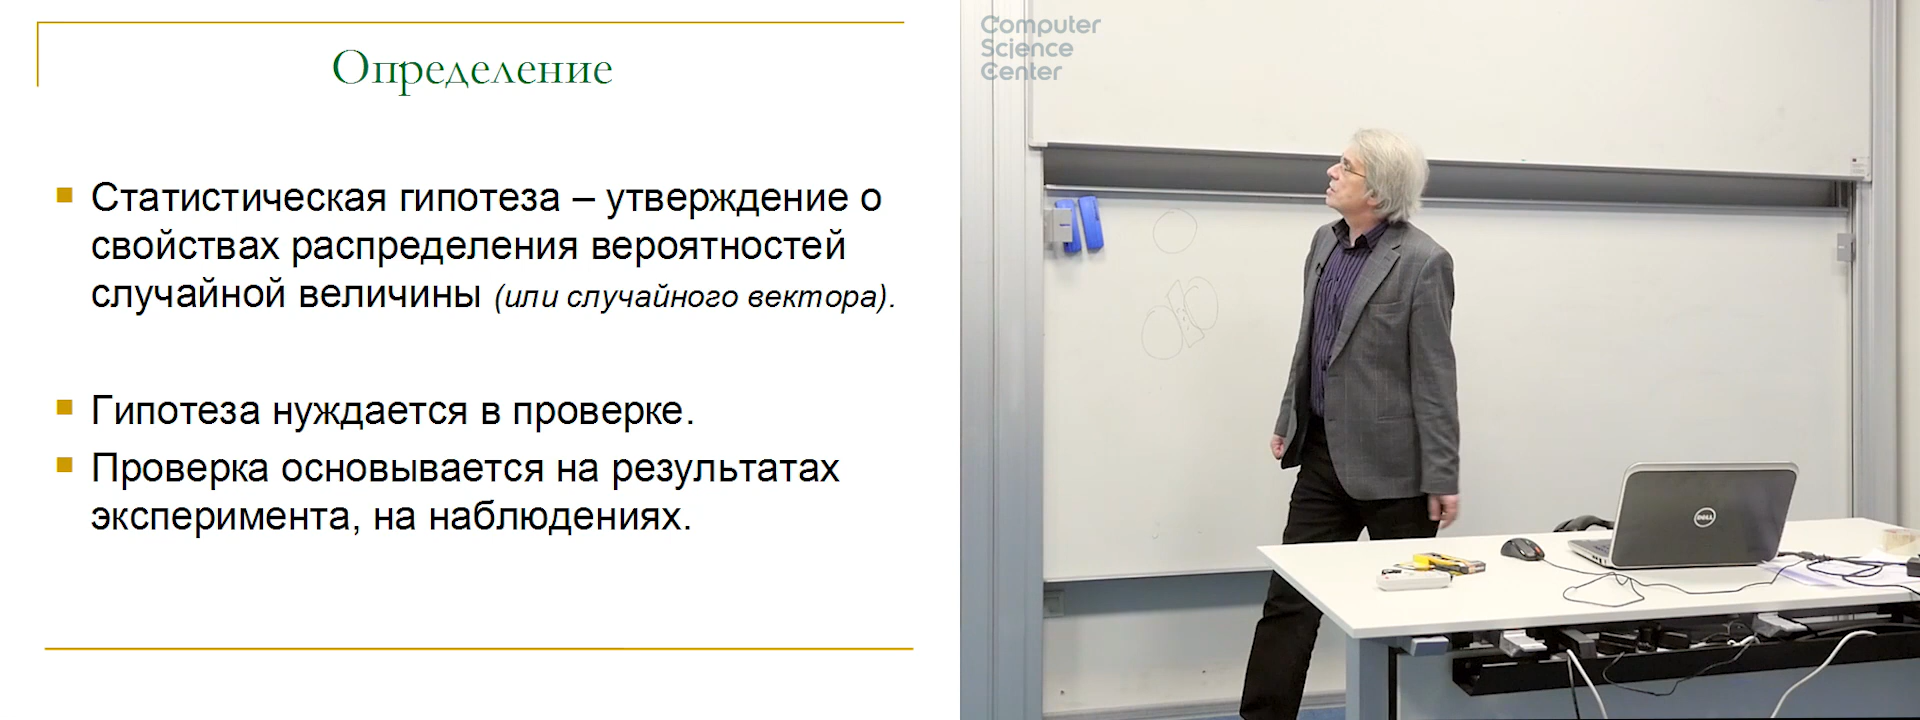 Определение
Статистическая гипотеза – утверждение о
свойствах распределения вероятностей
случайной величины (или случайного вектора).
Гипотеза нуждается в проверке.
Проверка основывается на результатах
эксперимента, на наблюдениях.
Computer
Science
Center
DELL